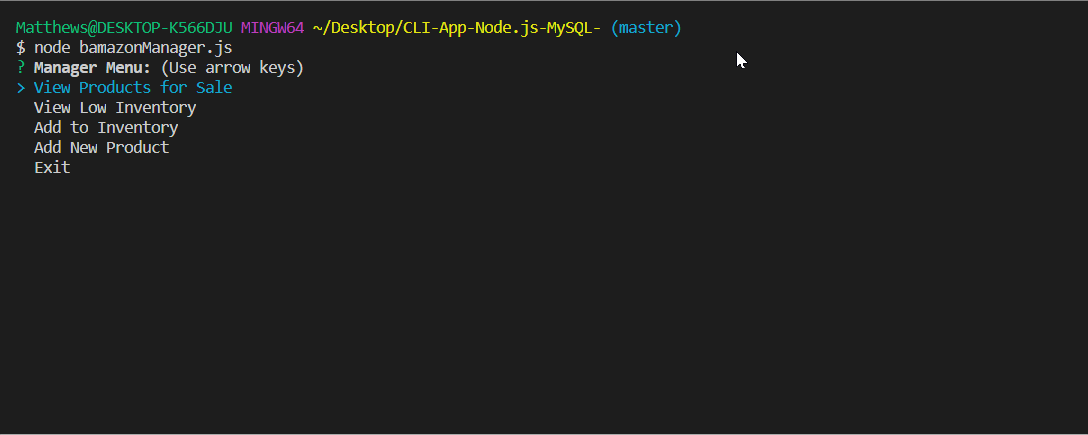 Matthews@DESKTOP-K566DJU MINGW64 ~/Desktop/CLI-App-Node.js-MySQL- (master)
$ node bamazonManager.js
? Manager Menu: (Use arrow keys)
> View Products for Sale
  View Low Inventory
  Add to Inventory
  Add New Product
  Exit